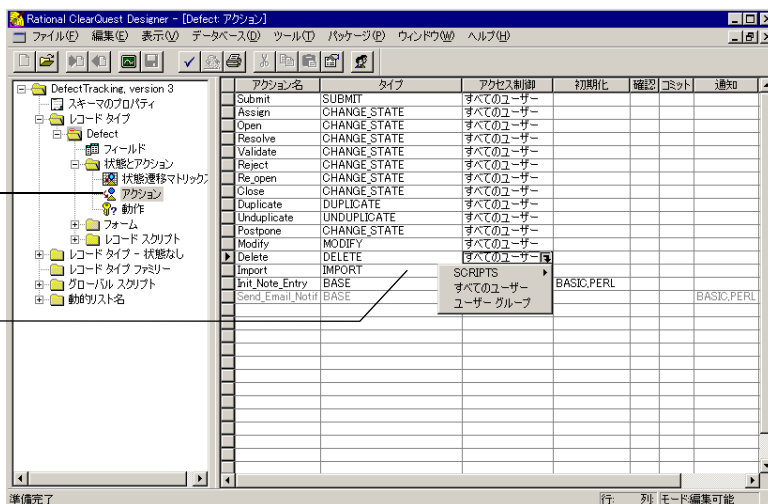 Rational ClearQuest Designer - [Defect: アクション]
ファイル(F) 編集(E) 表示(V) データベース(D) ツール(T) パッケージ(P) ウィンドウ(W) ヘルプ(H)
DefectTracking, version 3
スキーマのプロパティ
レコード タイプ
Defect
フィールド
状態とアクション
状態遷移マトリックス
アクション
動作
フォーム
レコード スクリプト
レコード タイプ - 状態なし
レコード タイプ ファミリー
グローバル スクリプト
動的リスト名
アクション名 タイプ アクセス制御 初期化 確認 コミット 通知
Submit SUBMIT すべてのユーザー
Assign CHANGE_STATE すべてのユーザー
Open CHANGE_STATE すべてのユーザー
Resolve CHANGE_STATE すべてのユーザー
Validate CHANGE_STATE すべてのユーザー
Reject CHANGE_STATE すべてのユーザー
Re_open CHANGE_STATE すべてのユーザー
Close CHANGE_STATE すべてのユーザー
Duplicate DUPLICATE すべてのユーザー
Unduplicate UNDUPLICATE すべてのユーザー
Postpone CHANGE_STATE すべてのユーザー
Modify MODIFY すべてのユーザー
Delete DELETE すべてのユーザー
Import IMPORT
Init_Note_Entry BASE BASIC,PERL
Send_Email_Notif BASE BASIC,PERL
SCRIPTS
すべてのユーザー
ユーザー グループ
準備完了 行: 列: モード:編集可能